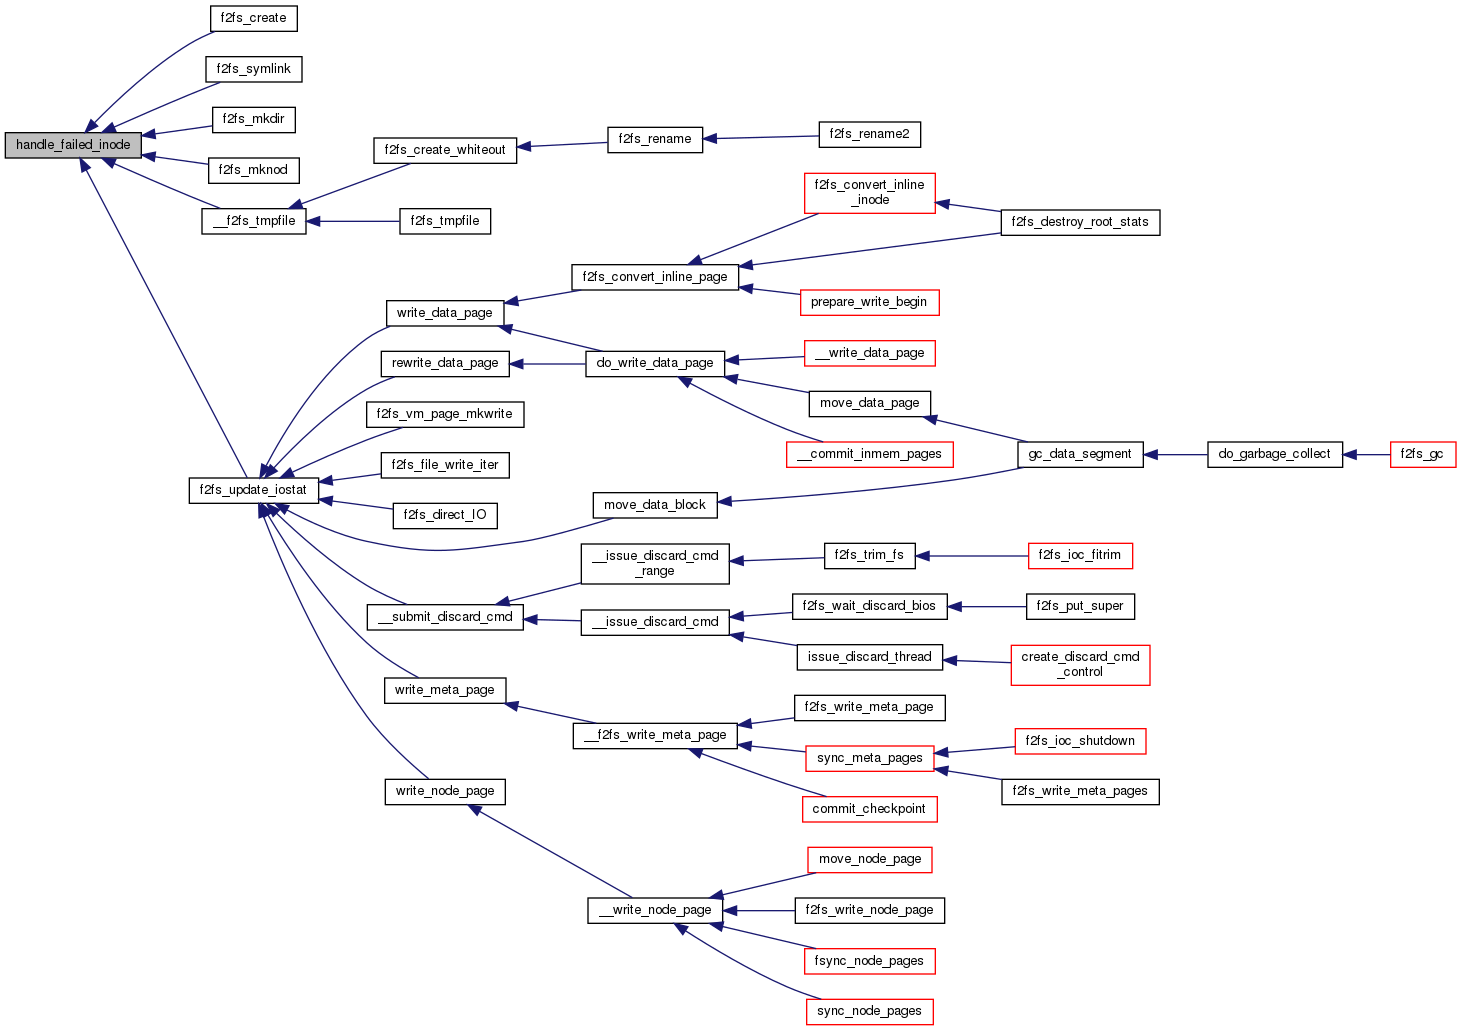 f2fs_create
f2fs_symlink
f2fs_mkdir
handle_failed_inode
f2fs_mknod
__f2fs_tmpfile
f2fs_create_whiteout
f2fs_rename
f2fs_rename2
f2fs_tmpfile
f2fs_convert_inline
_inode
f2fs_destroy_root_stats
f2fs_convert_inline_page
prepare_write_begin
write_data_page
rewrite_data_page
do_write_data_page
__write_data_page
move_data_page
f2fs_vm_page_mkwrite
__commit_inmem_pages
gc_data_segment
do_garbage_collect
f2fs_gc
f2fs_file_write_iter
f2fs_update_iostat
f2fs_direct_IO
move_data_block
__issue_discard_cmd
_range
f2fs_trim_fs
f2fs_ioc_fitrim
__submit_discard_cmd
__issue_discard_cmd
f2fs_wait_discard_bios
f2fs_put_super
issue_discard_thread
create_discard_cmd
_control
write_meta_page
__f2fs_write_meta_page
f2fs_write_meta_page
sync_meta_pages
f2fs_ioc_shutdown
f2fs_write_meta_pages
commit_checkpoint
write_node_page
move_node_page
__write_node_page
f2fs_write_node_page
fsync_node_pages
sync_node_pages